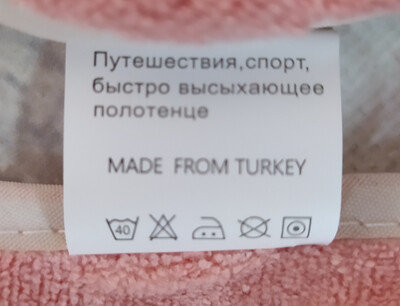 Путешествия,спорт,
быстро высыхающее
полотенце
MADE FROM TURKEY
40